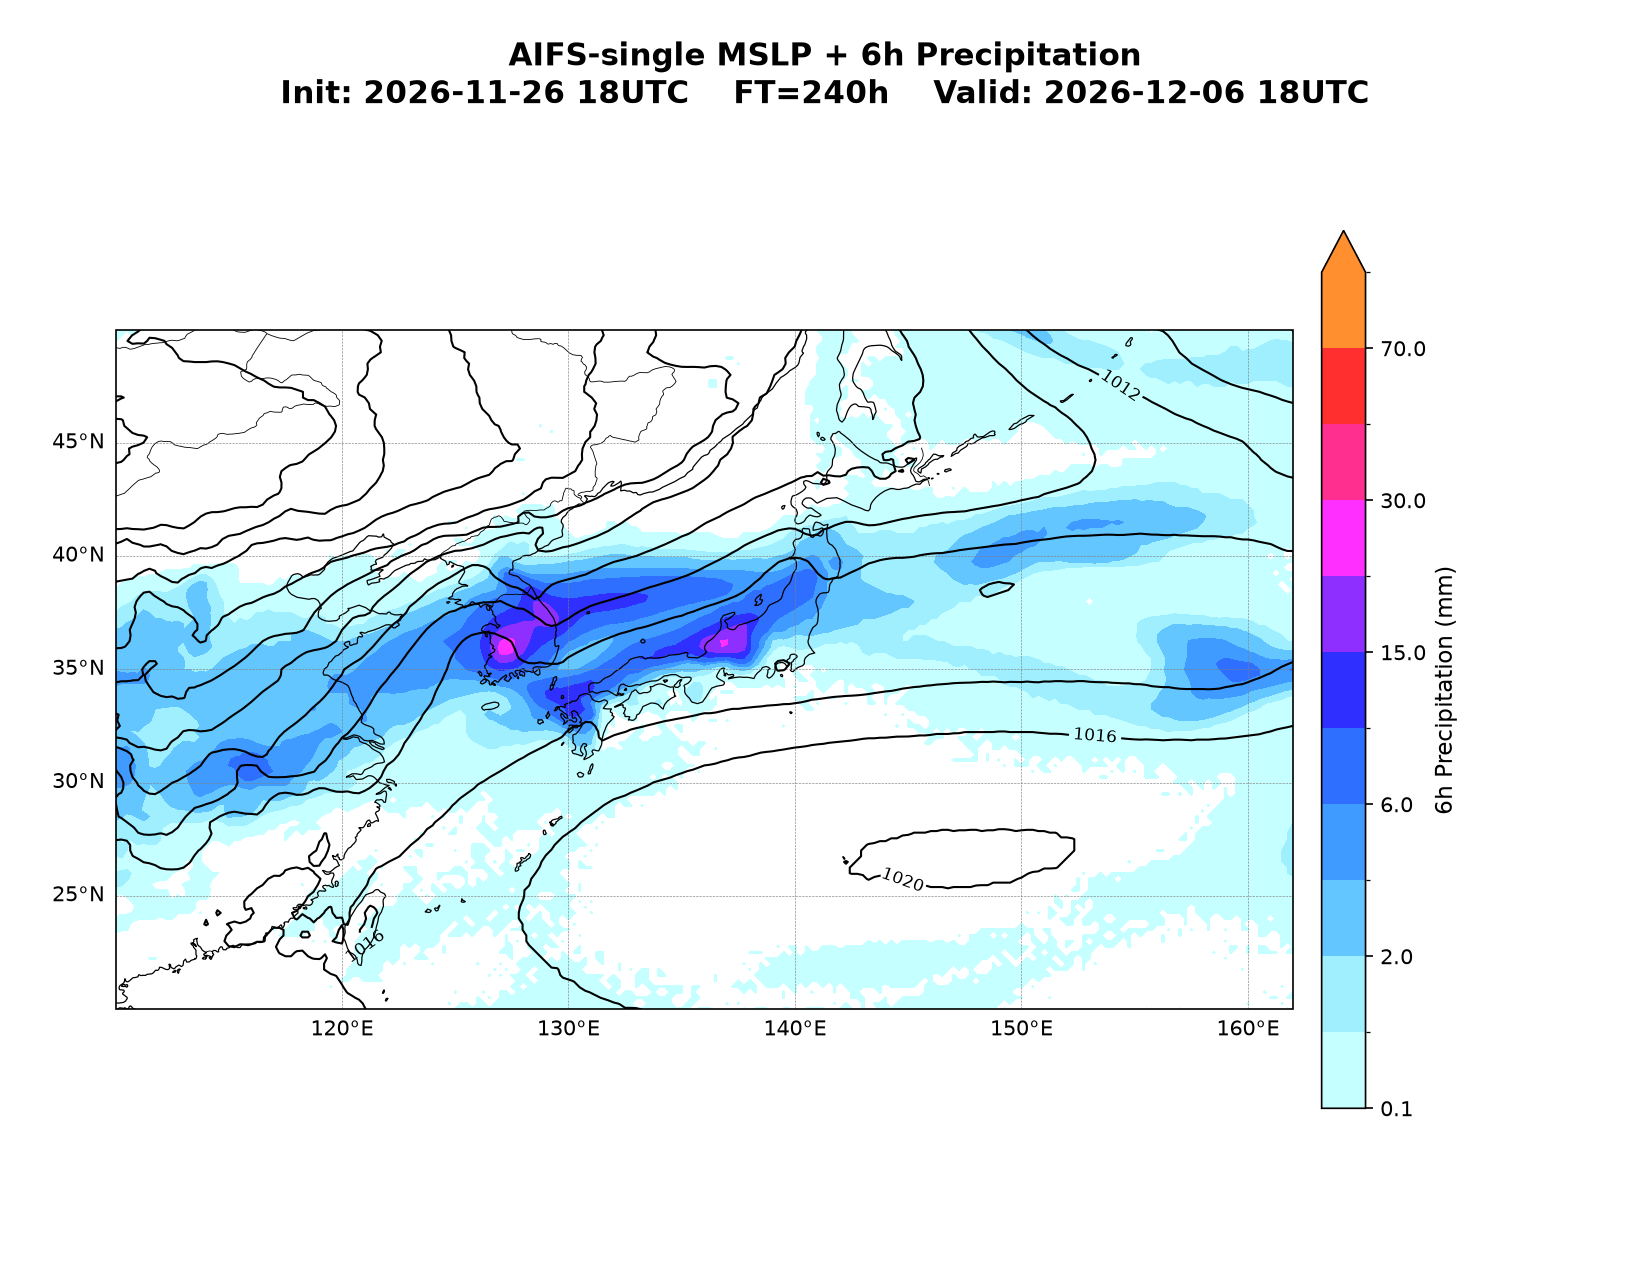 AIFS-single MSLP + 6h Precipitation
Init: 2026-11-26 18UTC    FT=240h    Valid: 2026-12-06 18UTC
70.0
1012
45°N
30.0
40°N
15.0
35°N
1016
30°N
6.0
6h Precipitation (mm)
1020
25°N
016
2.0
120°E
130°E
140°E
150°E
160°E
0.1